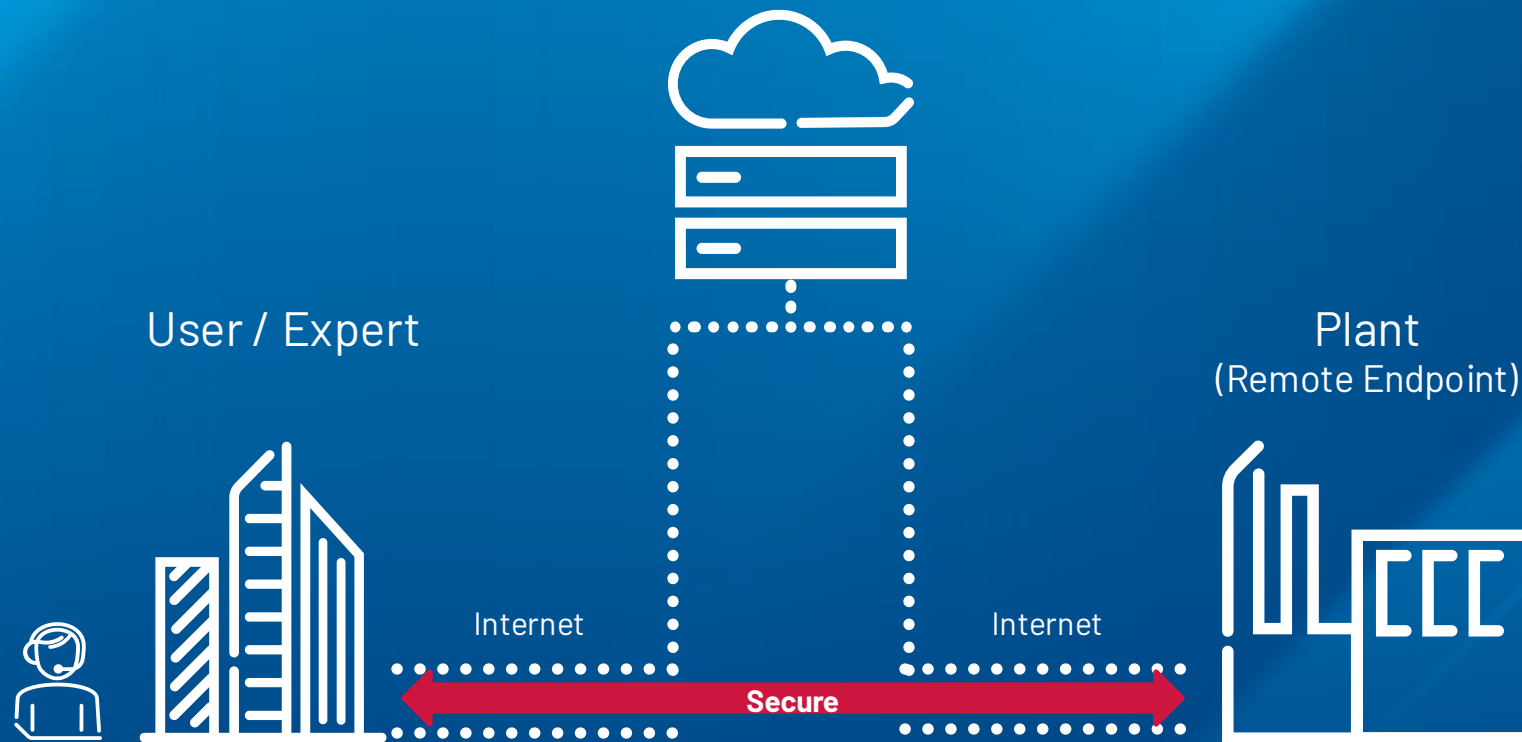 User / Expert
Plant
(Remote Endpoint)
Internet
Internet
Secure